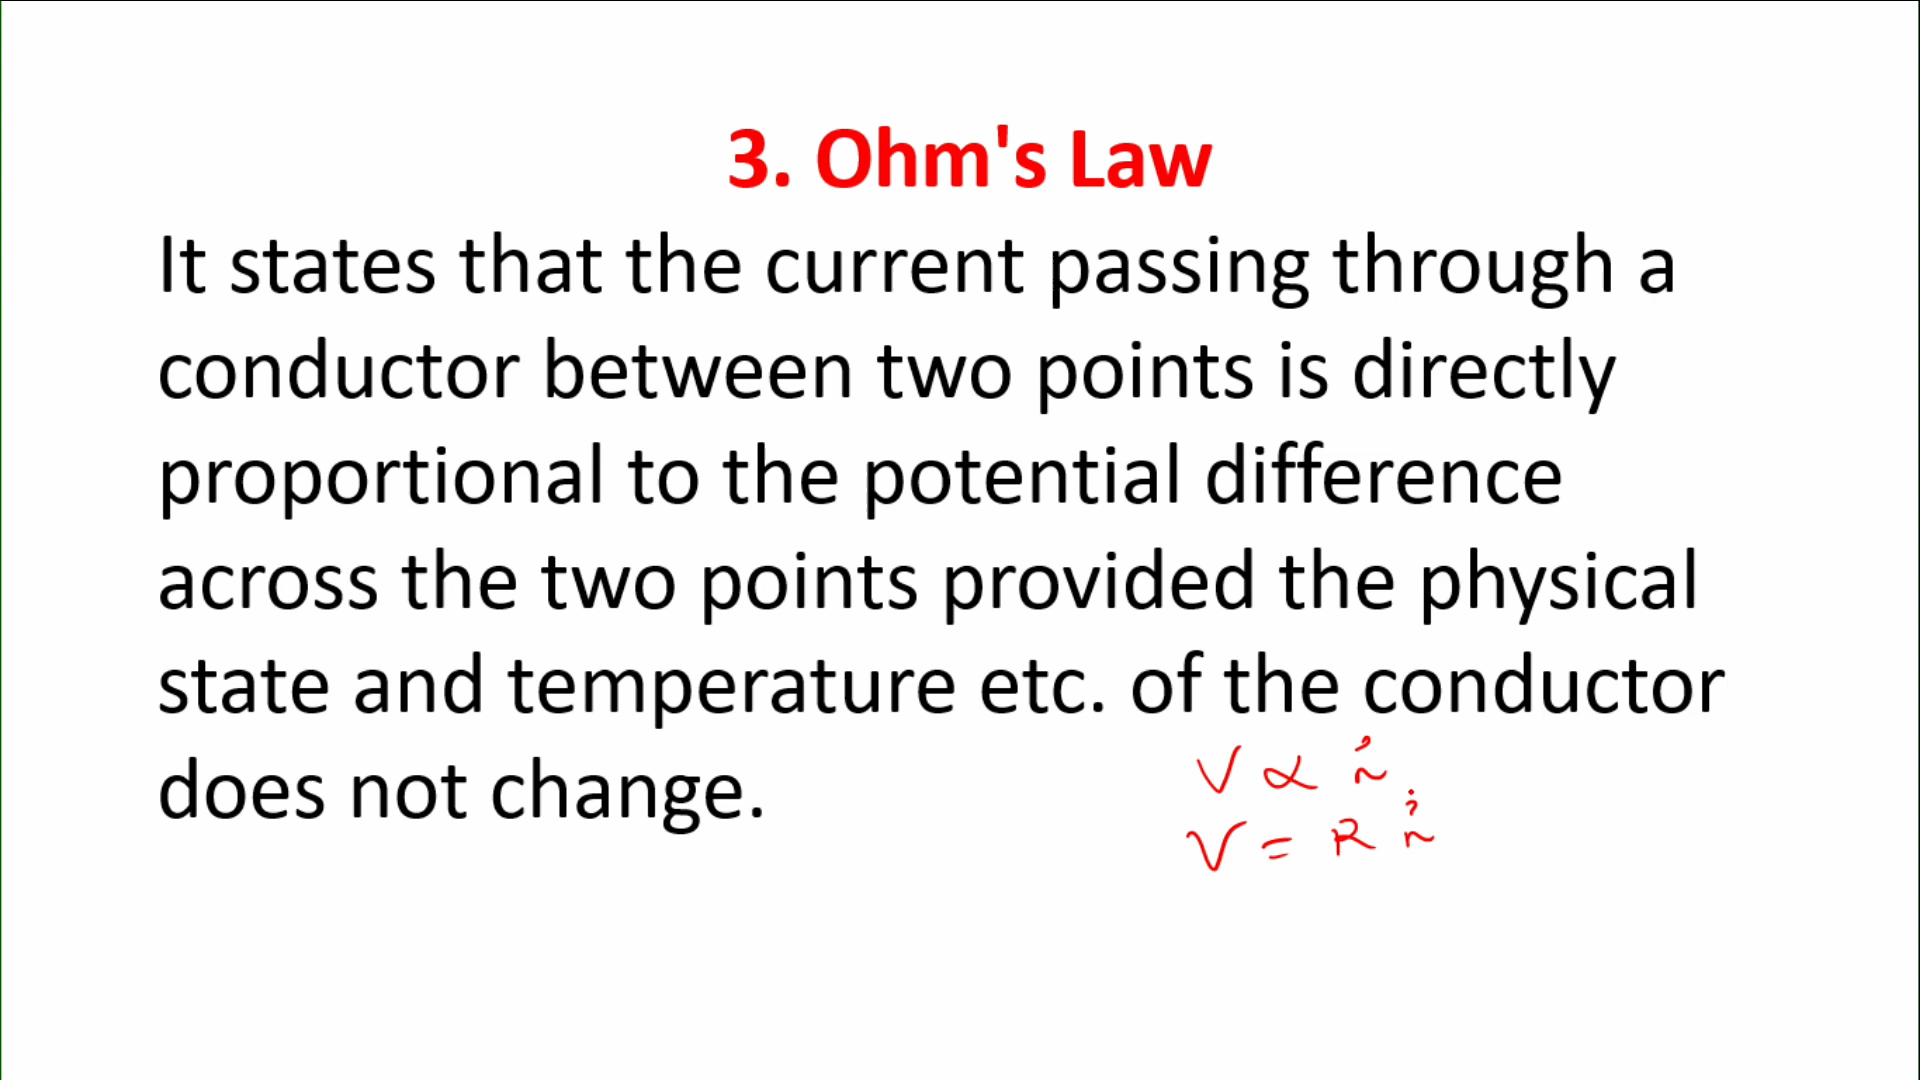 3. Ohm's Law
It states that the current passing through a
conductor between two points is directly
proportional to the potential difference
across the two points provided the physical
state and temperature etc. of the conductor
does not change.
V ∝ i
V = R i